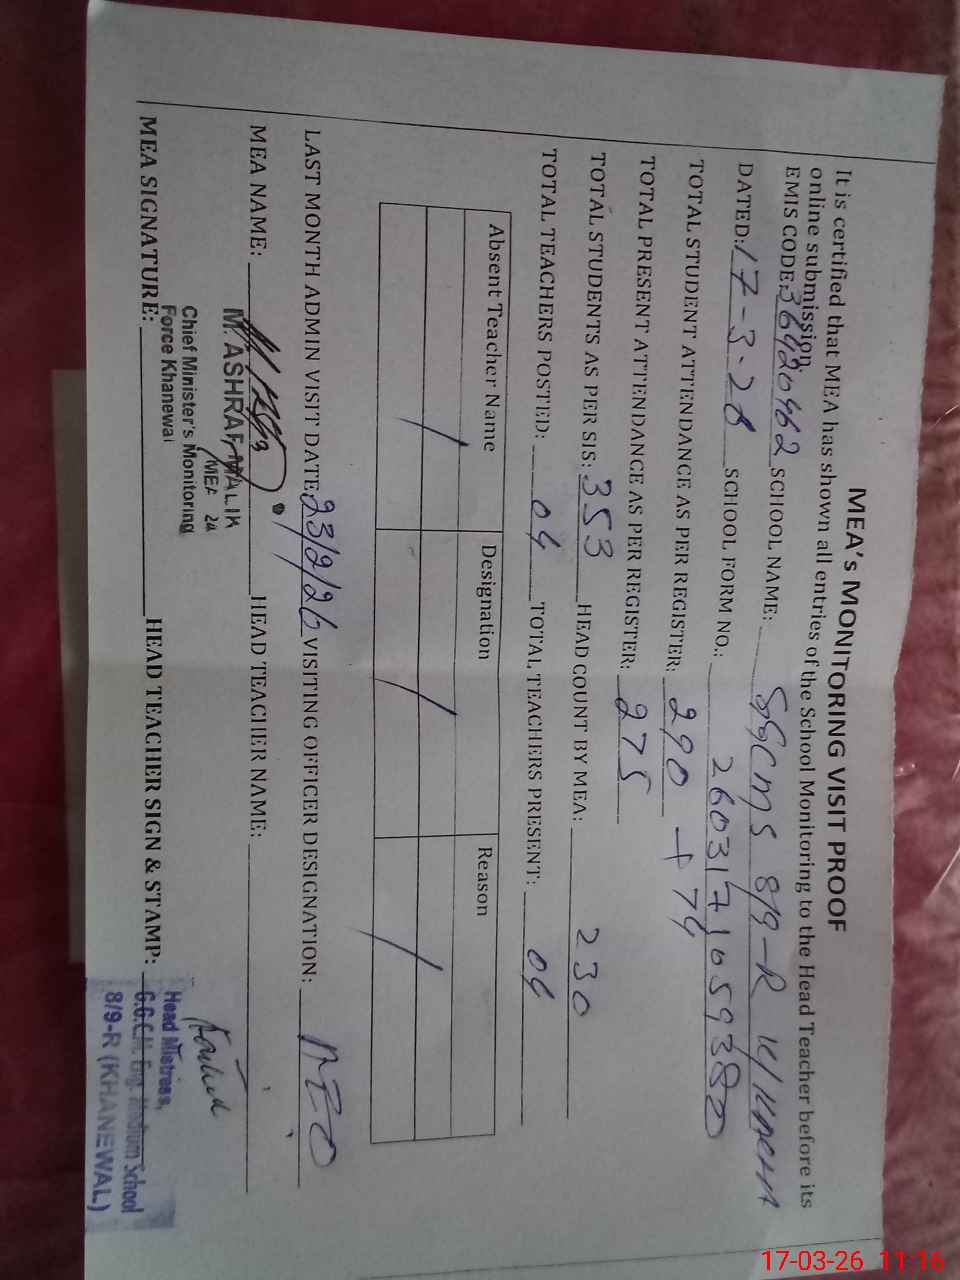 MEA's MONITORING VISIT PROOF
It is certified that MEA has shown all entries of the School Monitoring to the Head Teacher before its
online submission.
EMIS CODE: 36420462 SCHOOL NAME: GGCMS 8/9-R
DATED: 17-3-26 SCHOOL FORM NO.: 2603171059380
TOTAL STUDENT ATTENDANCE AS PER REGISTER: 290 + 74
TOTAL PRESENT ATTENDANCE AS PER REGISTER: 275
TOTAL STUDENTS AS PER SIS: 353 HEAD COUNT BY MEA: 230
TOTAL TEACHERS POSTED: 04 TOTAL TEACHERS PRESENT: 04
Absent Teacher Name Designation Reason
/ / /
LAST MONTH ADMIN VISIT DATE: 23/2/26 VISITING OFFICER DESIGNATION:
MEA NAME: HEAD TEACHER NAME:
M. ASHRAF MALIK
MEA 24
Chief Minister's Monitoring
Force Khanewal
MEA SIGNATURE: HEAD TEACHER SIGN & STAMP:
Head Mistress,
G.G.C.M. Eng. Medium School
8/9-R (KHANEWAL)
17-03-26 11:16